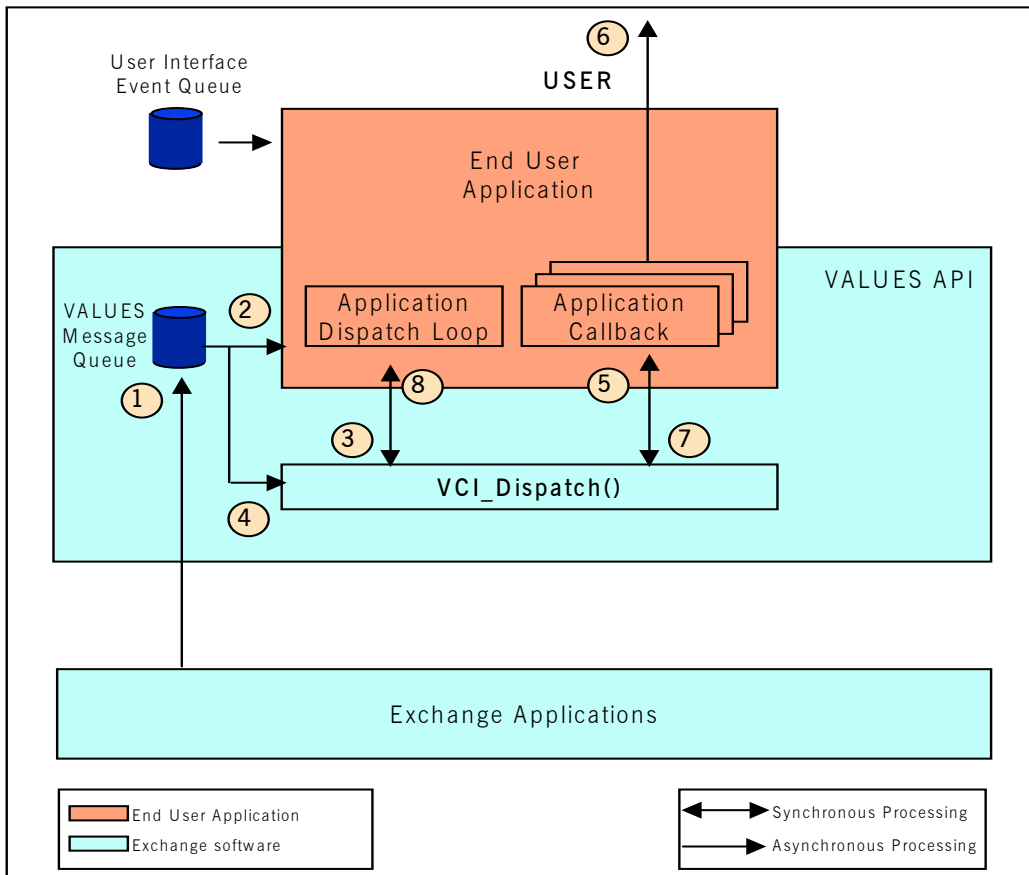 6
User Interface
Event Queue
USER
End User
Application
VALUES API
VALUES
Message
Queue
2
Application
Dispatch Loop
Application
Callback
1
8
5
3
7
VCI_Dispatch()
4
Exchange Applications
End User Application
Exchange software
Synchronous Processing
Asynchronous Processing